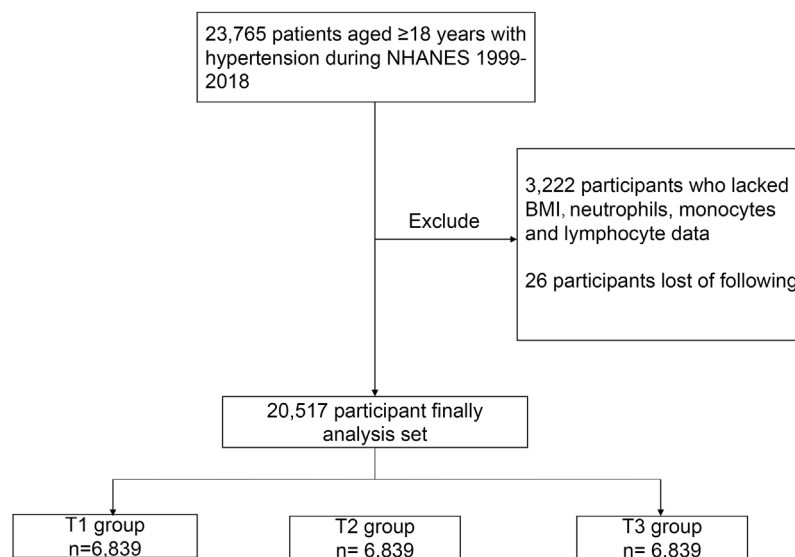 23,765 patients aged ≥18 years with
hypertension during NHANES 1999-
2018
Exclude
3,222 participants who lacked
BMI, neutrophils, monocytes
and lymphocyte data
26 participants lost of following
20,517 participant finally
analysis set
T1 group
n=6,839
T2 group
n= 6,839
T3 group
n= 6,839